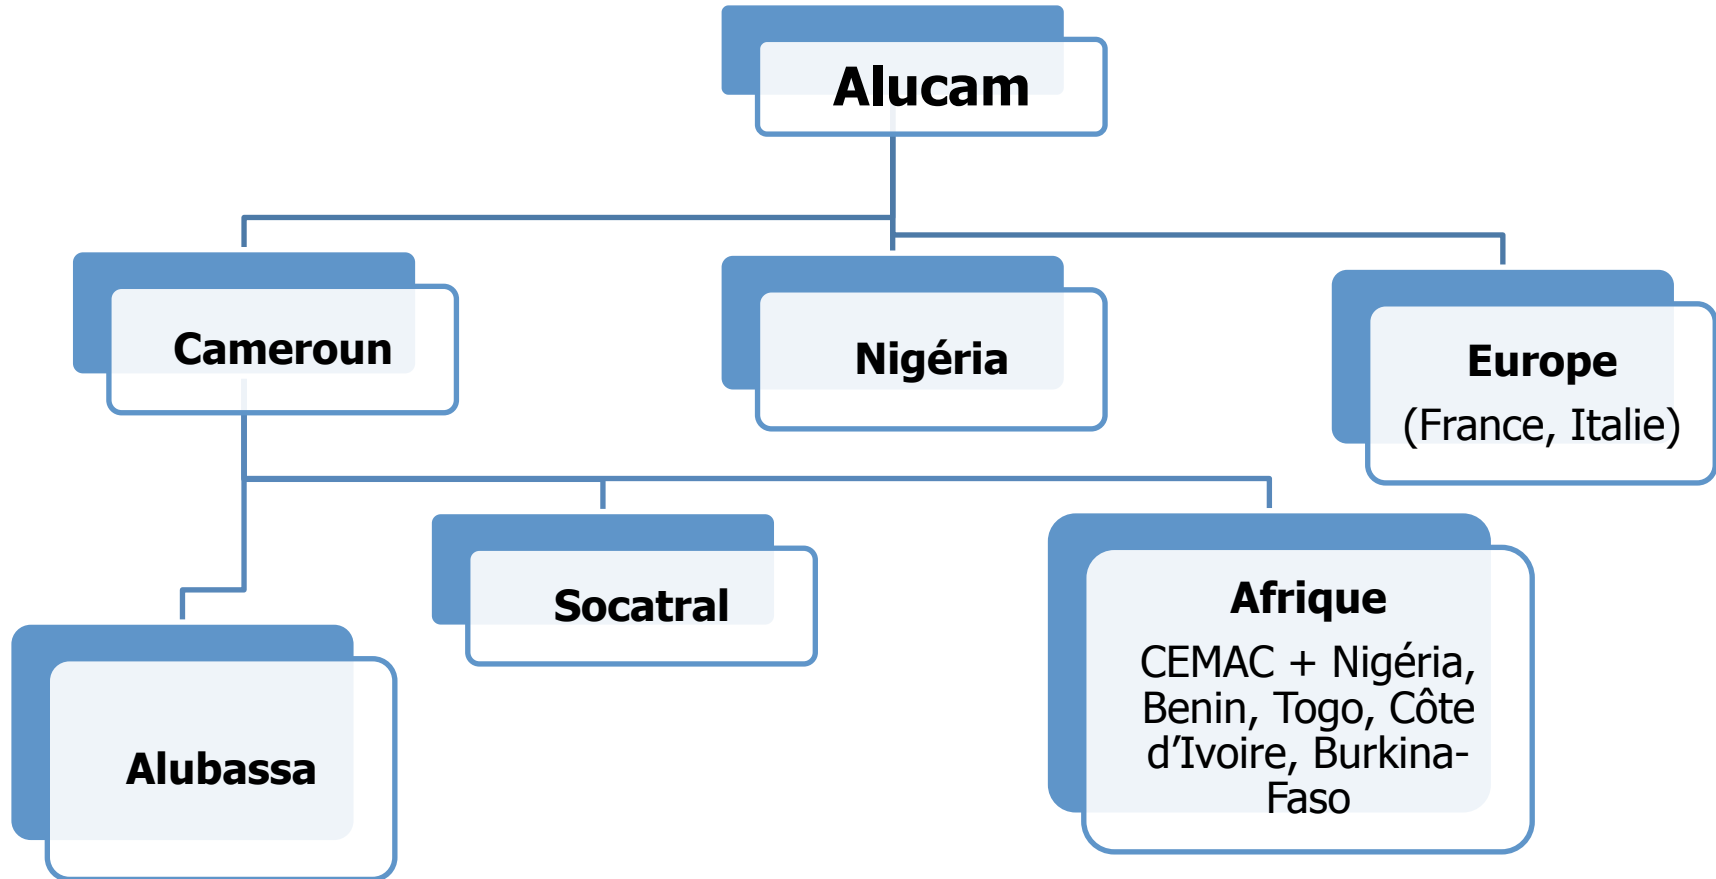 Alucam
Cameroun
Nigéria
Europe
(France, Italie)
Socatral
Afrique
CEMAC + Nigéria,
Benin, Togo, Côte
d’Ivoire, Burkina-
Faso
Alubassa